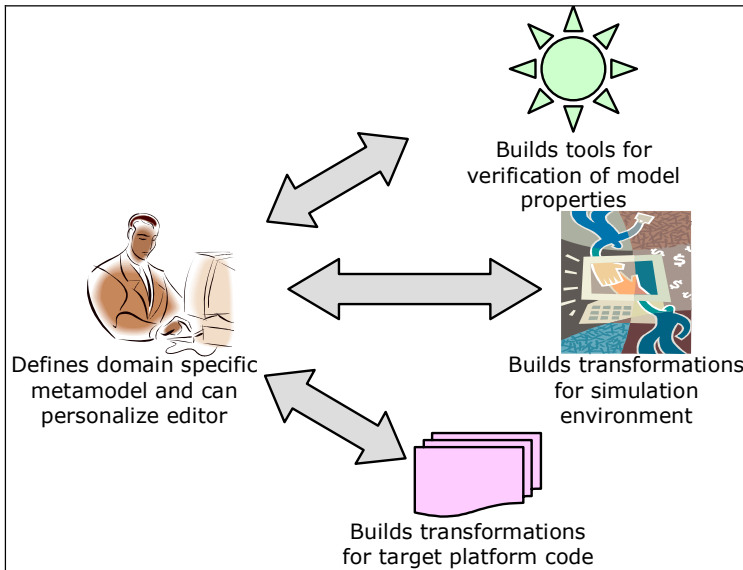 Builds tools for
verification of model
properties
Defines domain specific
metamodel and can
personalize editor
Builds transformations
for simulation
environment
Builds transformations
for target platform code